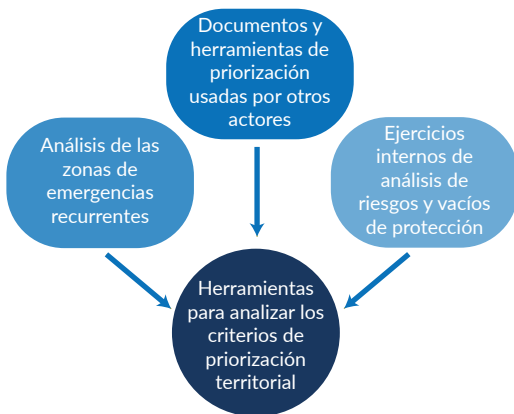 Documentos y
herramientas de
priorización
usadas por otros
actores
Análisis de las
zonas de
emergencias
recurrentes
Ejercicios
internos de
análisis de
riesgos y vacíos
de protección
Herramientas
para analizar los
criterios de
priorización
territorial